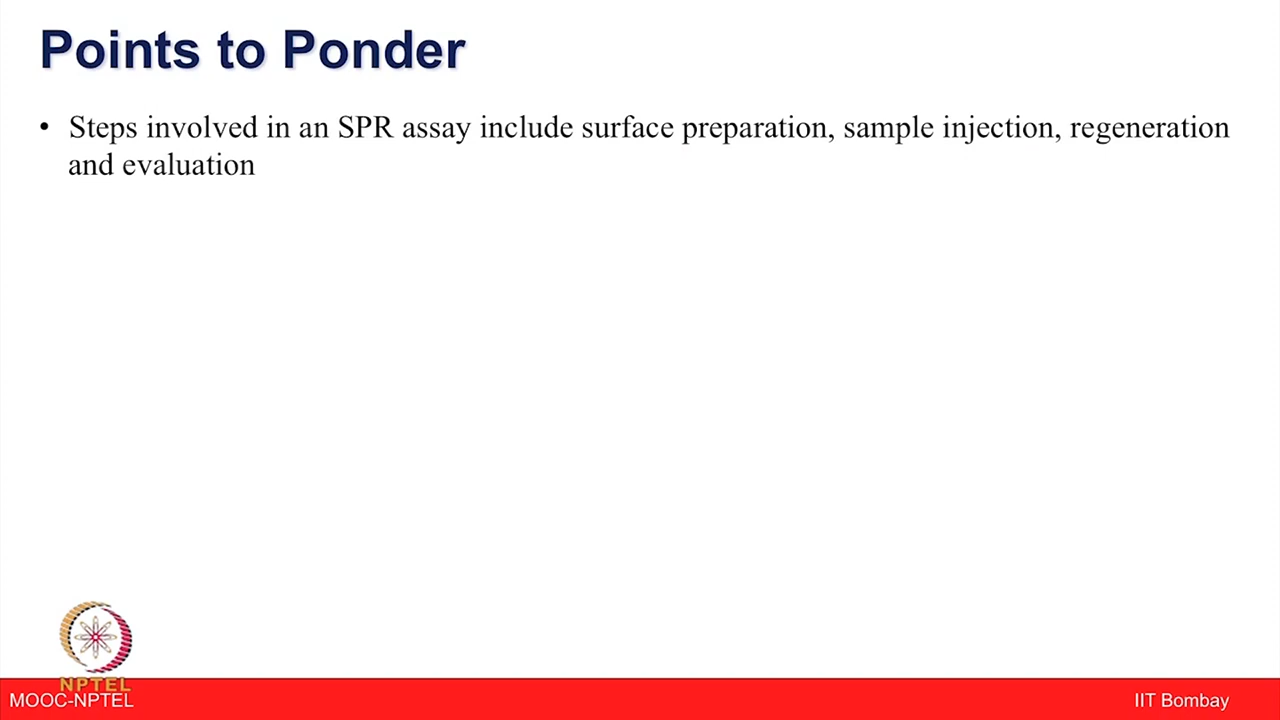 Points to Ponder
• Steps involved in an SPR assay include surface preparation, sample injection, regeneration
and evaluation
NPTEL
MOOC-NPTEL
IIT Bombay